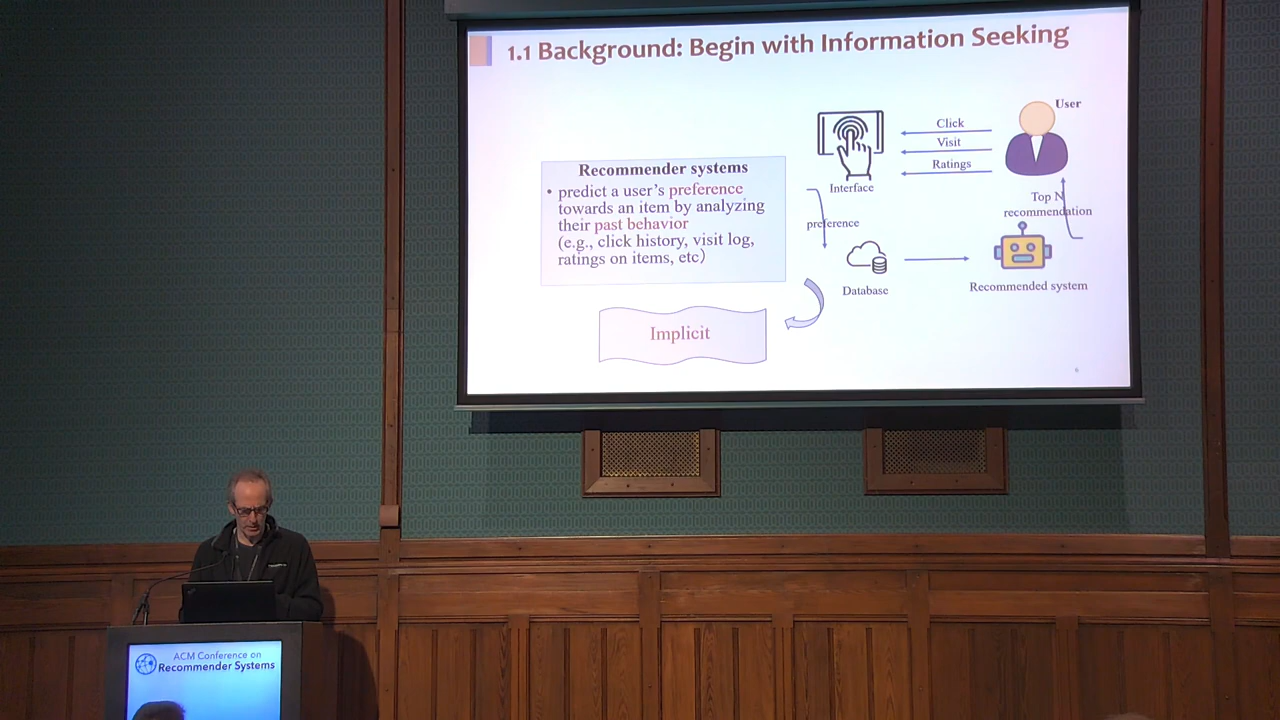 1.1 Background: Begin with Information Seeking
Recommender systems
• predict a user's preference
towards an item by analyzing
their past behavior
(e.g., click history, visit log,
ratings on items, etc)
Implicit
User
Click
Visit
Ratings
Interface
preference
Top N
recommendation
Database
Recommended system
6
ACM Conference on
Recommender Systems